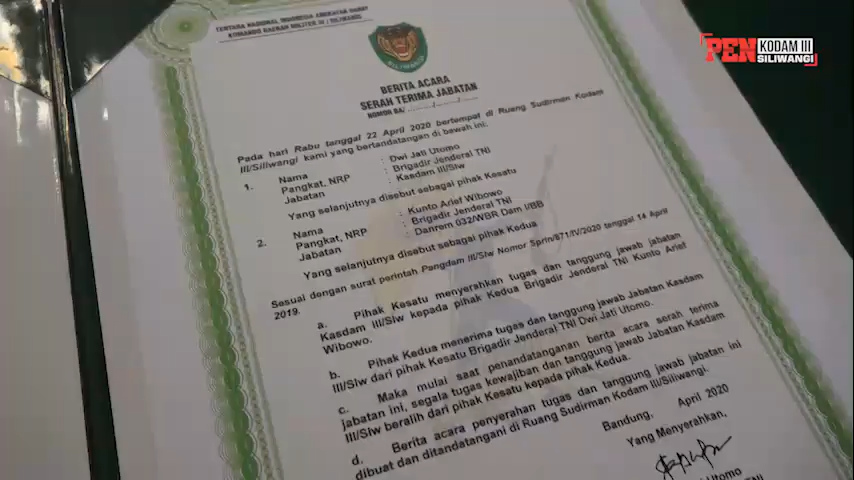 TENTARA NASIONAL INDONESIA ANGKATAN DARAT
KOMANDO DAERAH MILITER III / SILIWANGI
PEN KODAM III
SILIWANGI
SILIWANGI
BERITA ACARA
SERAH TERIMA JABATAN
NOMOR BA/......./......./.......
Pada hari Rabu tanggal 22 April 2020 bertempat di Ruang Sudirman Kodam
III/Siliwangi kami yang bertandatangan di bawah ini.
1. Nama : Dwi Jati Utomo
Pangkat, NRP : Brigadir Jenderal TNI
Jabatan : Kasdam III/Slw
Yang selanjutnya disebut sebagai pihak Kesatu
2. Nama : Kunto Arief Wibowo
Pangkat, NRP : Brigadir Jenderal TNI
Jabatan : Danrem 032/WBR Dam I/BB
Yang selanjutnya disebut sebagai pihak Kedua
Sesuai dengan surat perintah Pangdam III/Slw Nomor Sprin/871/IV/2020 tanggal 14 April
2019.
a. Pihak Kesatu menyerahkan tugas dan tanggung jawab jabatan
Kasdam III/Slw kepada pihak Kedua Brigadir Jenderal TNI Kunto Arief
Wibowo.
b. Pihak Kedua menerima tugas dan tanggung jawab Jabatan Kasdam
III/Slw dari pihak Kesatu Brigadir Jenderal TNI Dwi Jati Utomo.
c. Maka mulai saat penandatanganan berita acara serah terima
jabatan ini, segala tugas kewajiban dan tanggung jawab Jabatan Kasdam
III/Slw beralih dari pihak Kesatu kepada pihak Kedua.
d. Berita acara penyerahan tugas dan tanggung jawab jabatan ini
dibuat dan ditandatangani di Ruang Sudirman Kodam III/Siliwangi.
Bandung, April 2020
Yang Menyerahkan,
Utomo